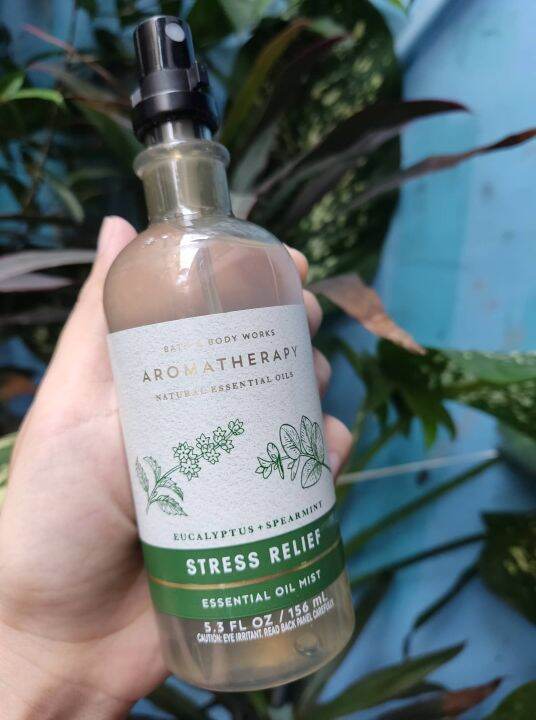 BATH & BODY WORKS
AROMATHERAPY
NATURAL ESSENTIAL OILS
EUCALYPTUS + SPEARMINT
STRESS RELIEF
ESSENTIAL OIL MIST
5.3 FL OZ / 156 mL
CAUTION: EYE IRRITANT. READ BACK PANEL CAREFULLY.